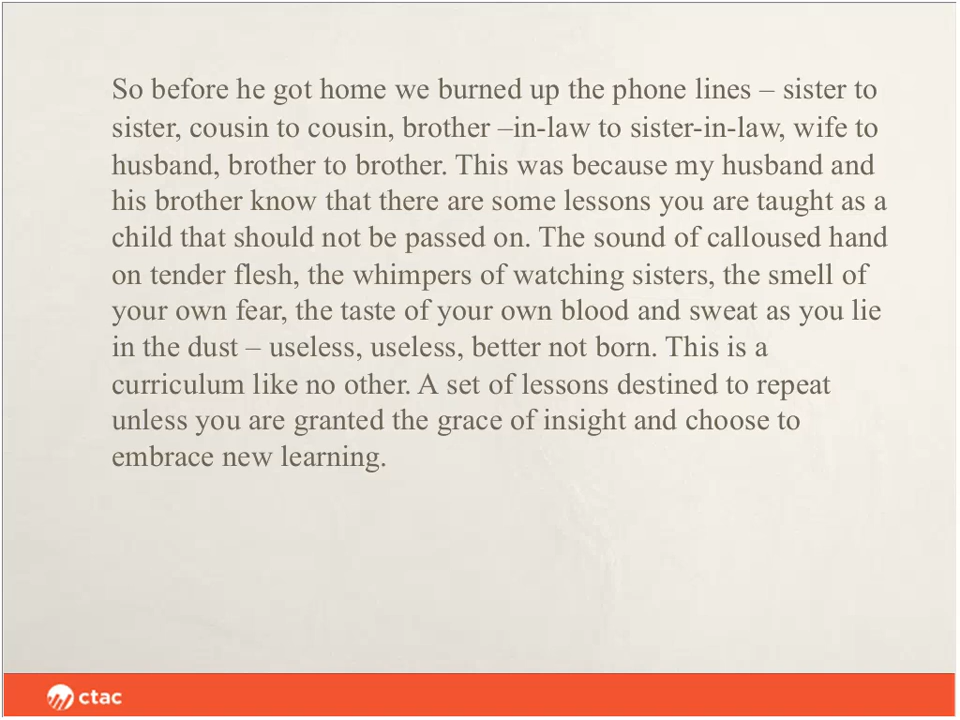 So before he got home we burned up the phone lines – sister to
sister, cousin to cousin, brother –in-law to sister-in-law, wife to
husband, brother to brother. This was because my husband and
his brother know that there are some lessons you are taught as a
child that should not be passed on. The sound of calloused hand
on tender flesh, the whimpers of watching sisters, the smell of
your own fear, the taste of your own blood and sweat as you lie
in the dust – useless, useless, better not born. This is a
curriculum like no other. A set of lessons destined to repeat
unless you are granted the grace of insight and choose to
embrace new learning.
ctac